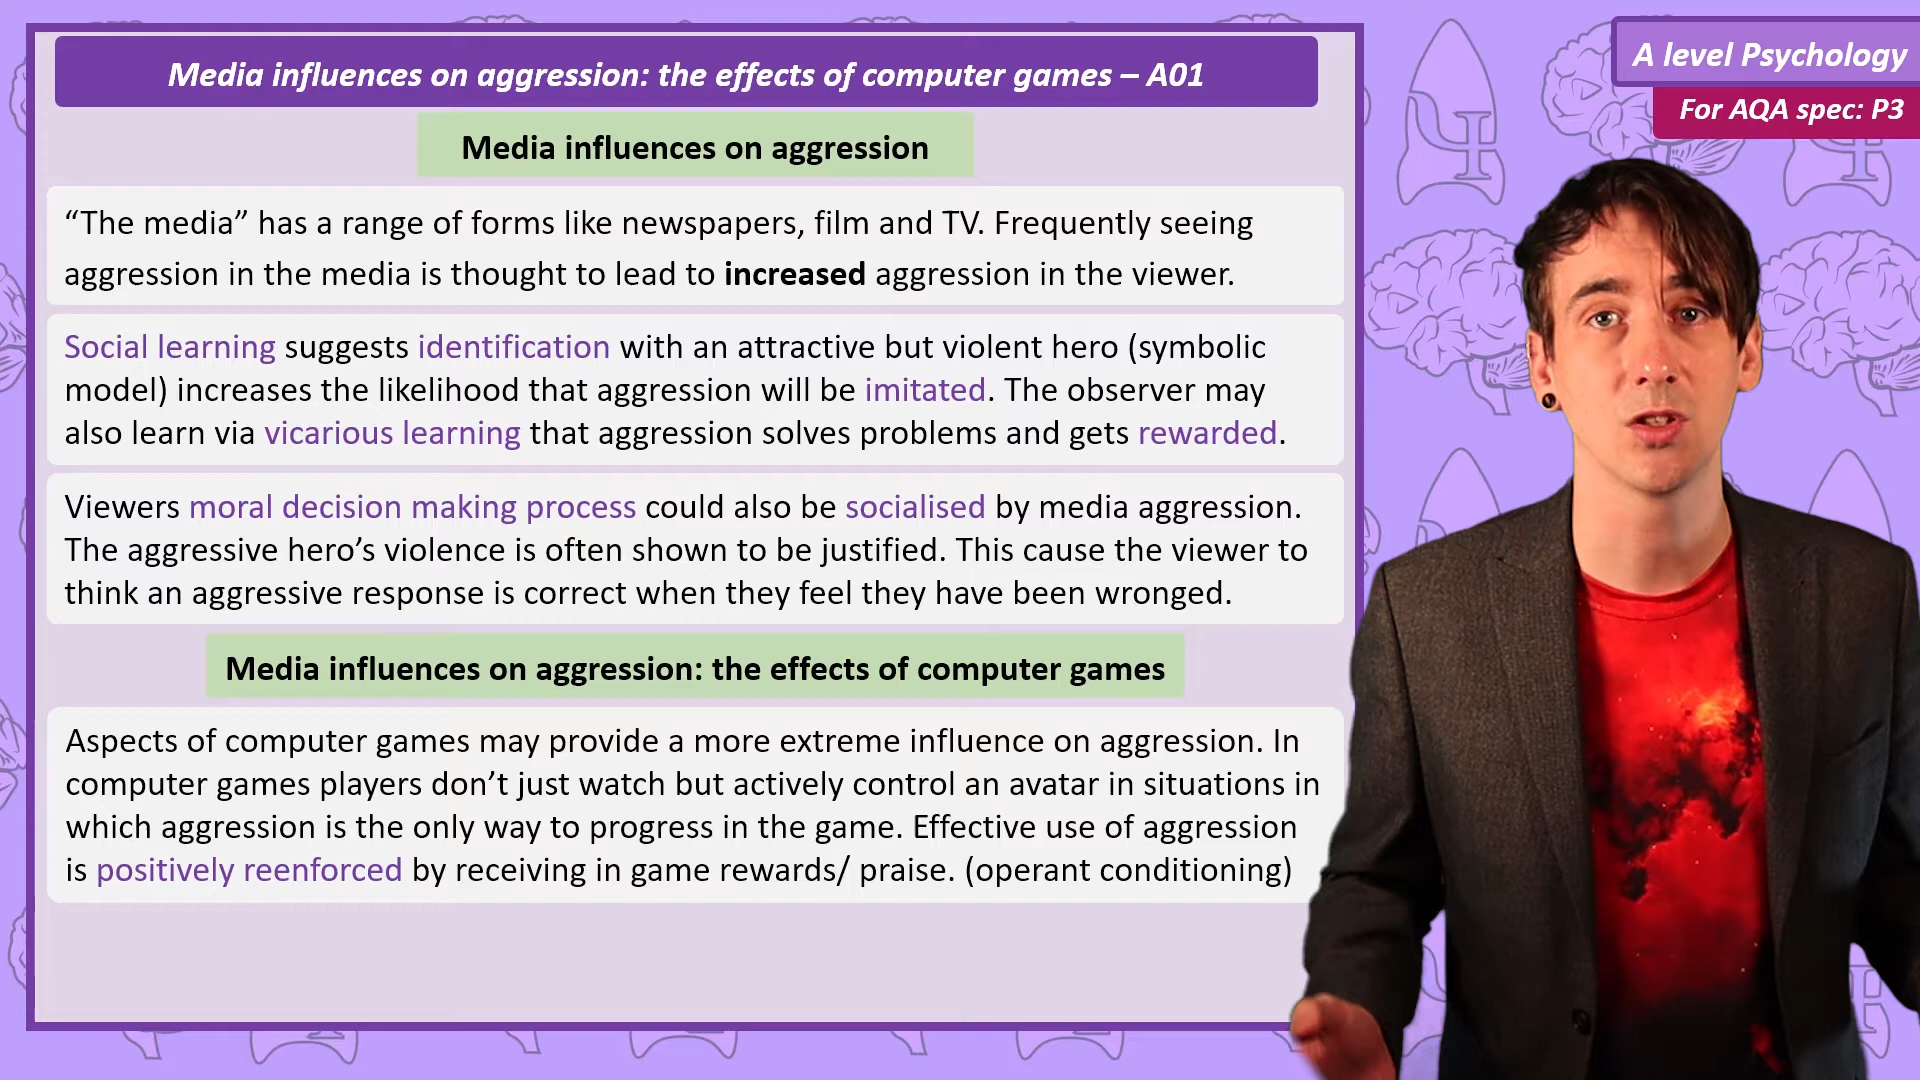 Media influences on aggression: the effects of computer games – A01
A level Psychology
For AQA spec: P3
Media influences on aggression
“The media” has a range of forms like newspapers, film and TV. Frequently seeing
aggression in the media is thought to lead to increased aggression in the viewer.
Social learning suggests identification with an attractive but violent hero (symbolic
model) increases the likelihood that aggression will be imitated. The observer may
also learn via vicarious learning that aggression solves problems and gets rewarded.
Viewers moral decision making process could also be socialised by media aggression.
The aggressive hero’s violence is often shown to be justified. This cause the viewer to
think an aggressive response is correct when they feel they have been wronged.
Media influences on aggression: the effects of computer games
Aspects of computer games may provide a more extreme influence on aggression. In
computer games players don’t just watch but actively control an avatar in situations in
which aggression is the only way to progress in the game. Effective use of aggression
is positively reenforced by receiving in game rewards/ praise. (operant conditioning)